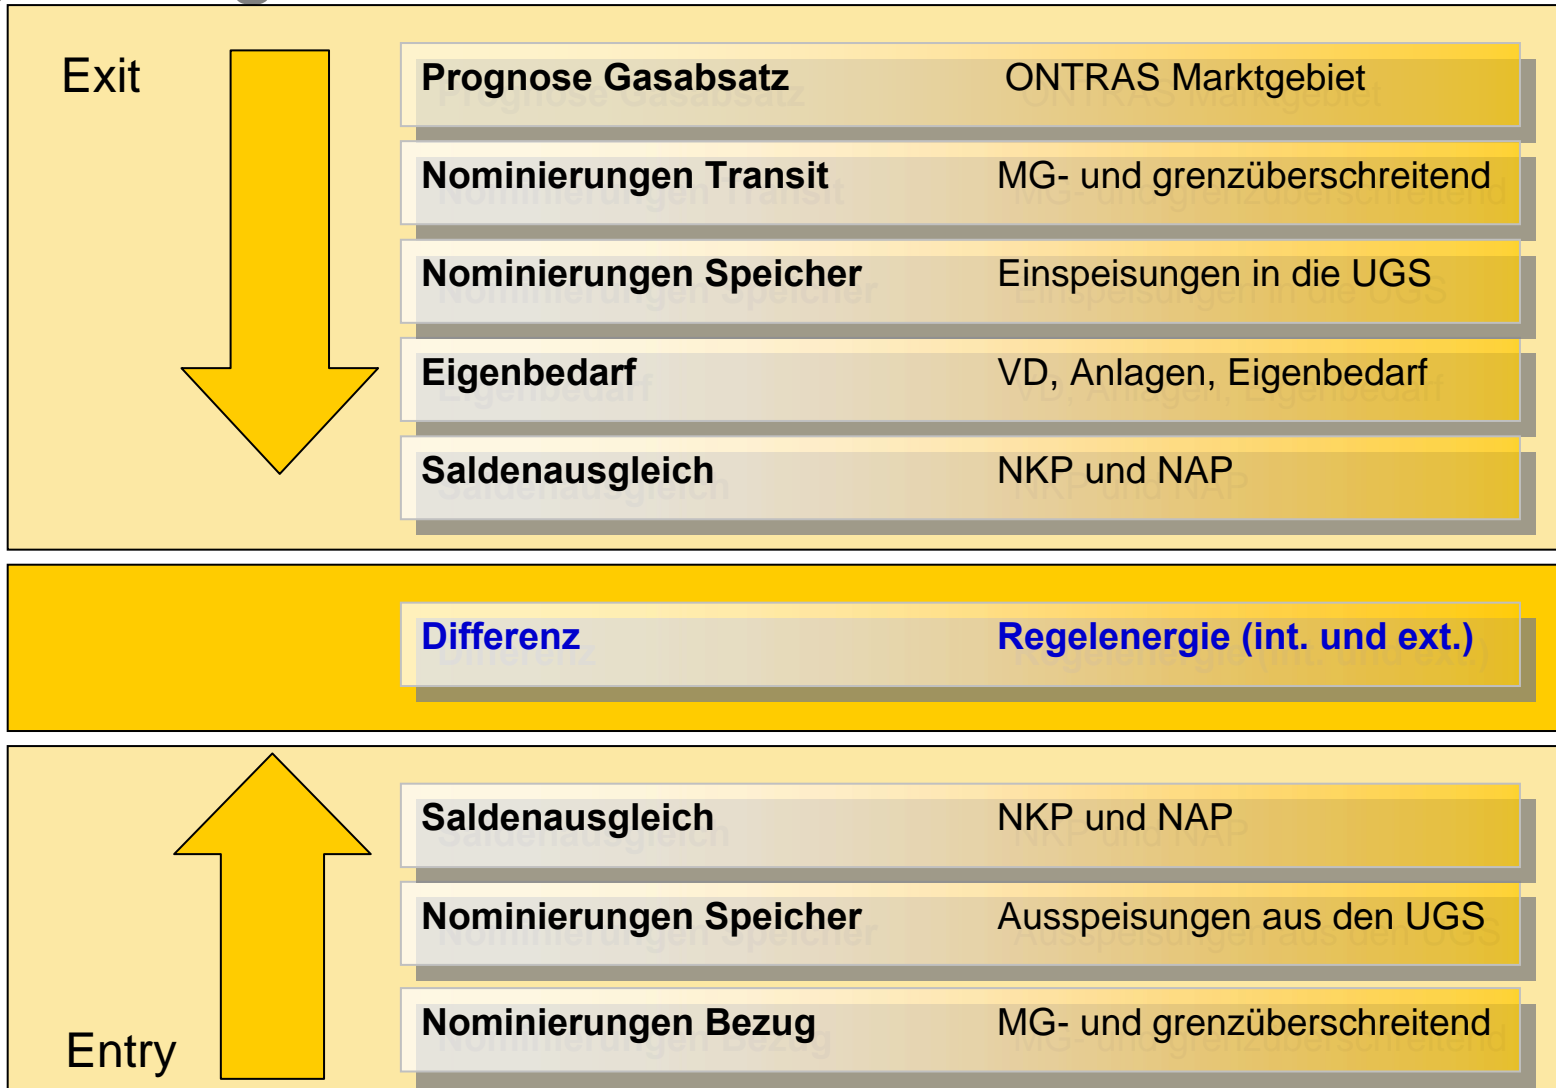 Exit
Prognose Gasabsatz ONTRAS Marktgebiet
Nominierungen Transit MG- und grenzüberschreitend
Nominierungen Speicher Einspeisungen in die UGS
Eigenbedarf VD, Anlagen, Eigenbedarf
Saldenausgleich NKP und NAP
Differenz Regelenergie (int. und ext.)
Saldenausgleich NKP und NAP
Nominierungen Speicher Ausspeisungen aus den UGS
Nominierungen Bezug MG- und grenzüberschreitend
Entry